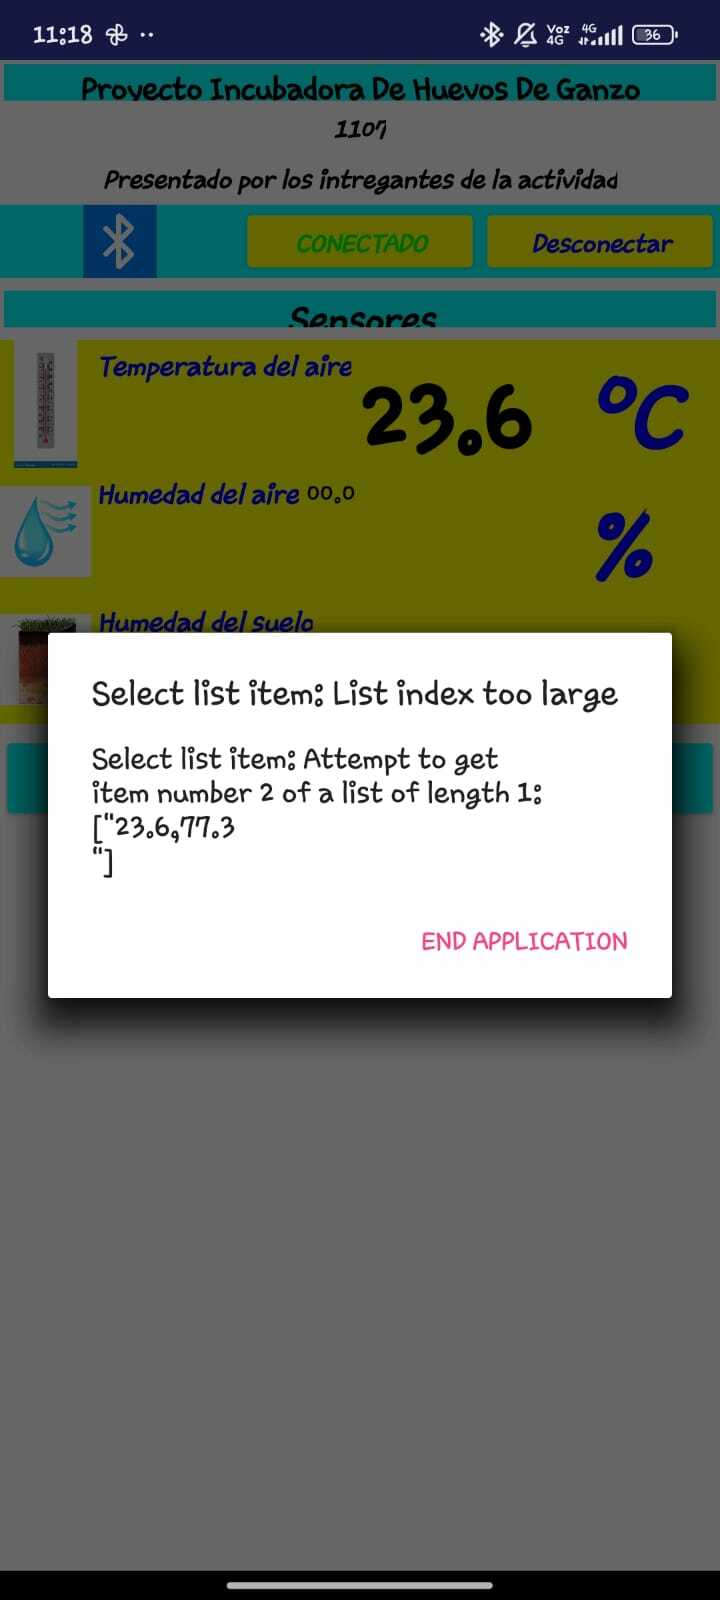 11:18
Voz 4G 4G 36
Proyecto Incubadora De Huevos De Ganzo
1107
Presentado por los intregantes de la actividad
CONECTADO Desconectar
Sensores
Temperatura del aire
23.6 ºC
Humedad del aire 00.0
%
Humedad del suelo
Select list item: List index too large
Select list item: Attempt to get
item number 2 of a list of length 1:
["23.6,77.3
"]
END APPLICATION